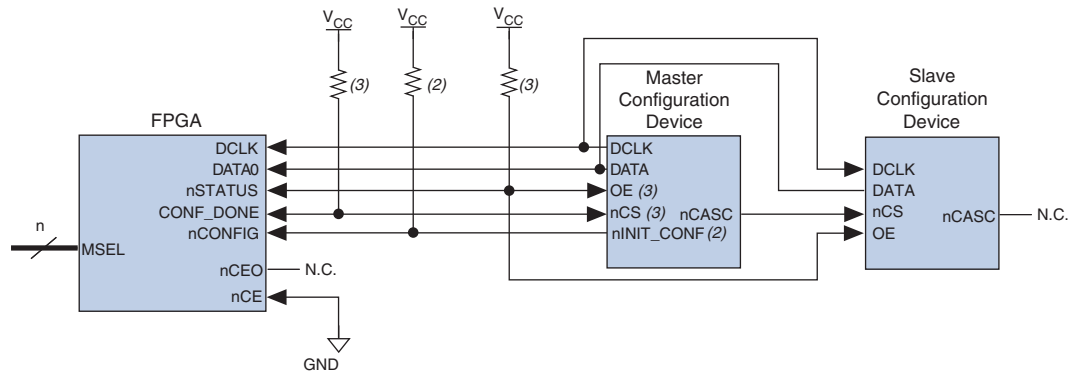 VCC VCC VCC
(3) (2) (3)
Master
Configuration
Device
Slave
Configuration
Device
FPGA
DCLK
DATA0
nSTATUS
CONF_DONE
nCONFIG
nCEO
nCE
n
MSEL
N.C.
GND
DCLK
DATA
OE (3)
nCS (3)
nINIT_CONF (2)
nCASC
DCLK
DATA
nCS
OE
nCASC
N.C.